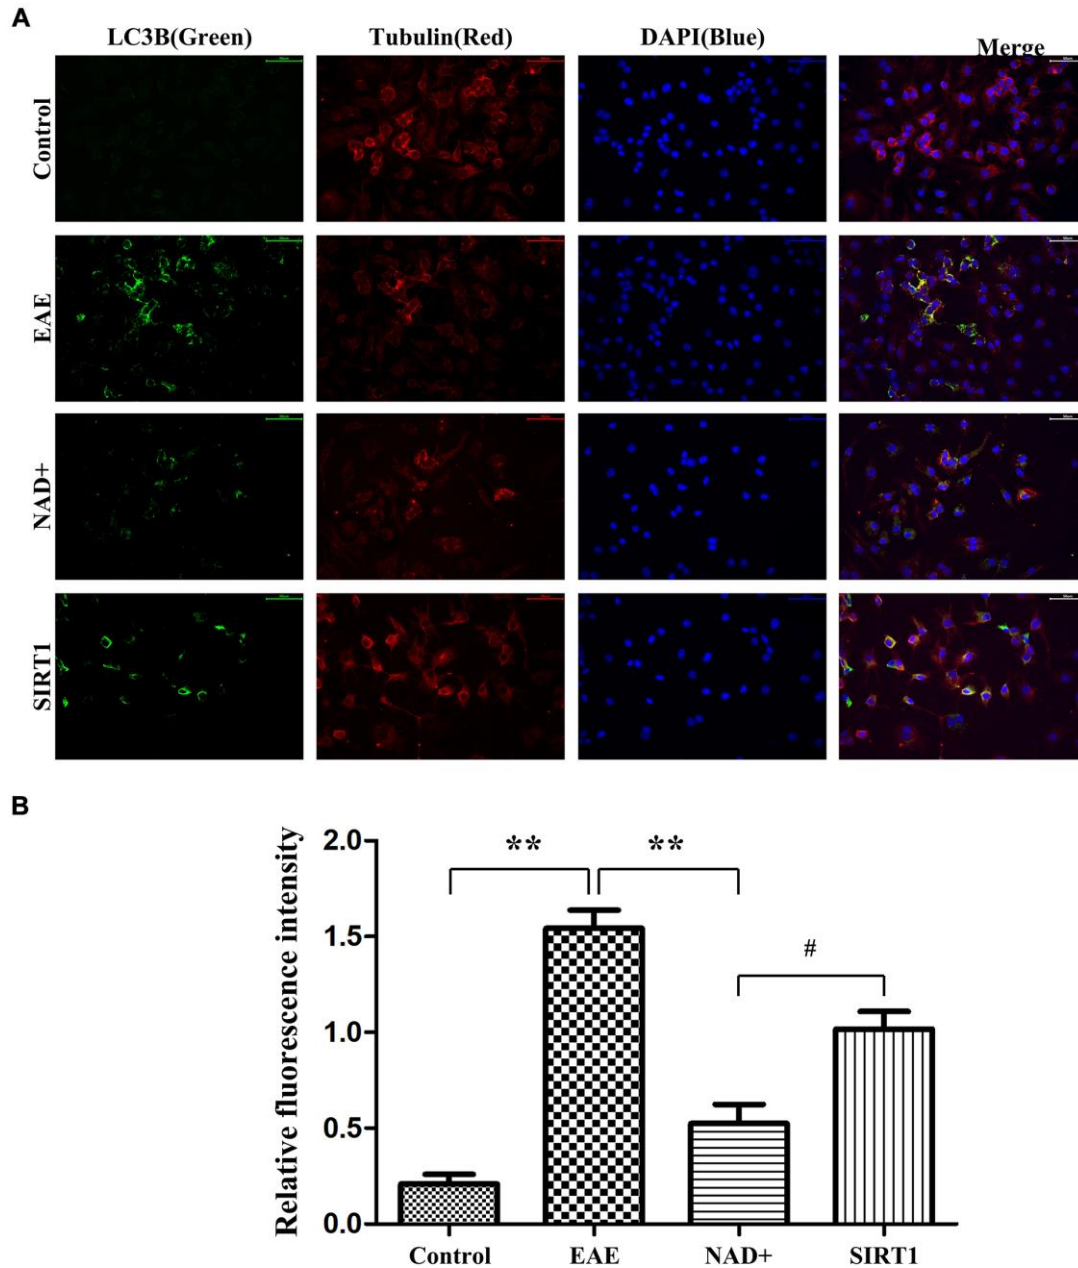 A
LC3B(Green) Tubulin(Red) DAPI(Blue) Merge
Control
EAE
NAD+
SIRT1
B
Relative fluorescence intensity
2.0
1.5
1.0
0.5
0.0
** **
#
Control EAE NAD+ SIRT1